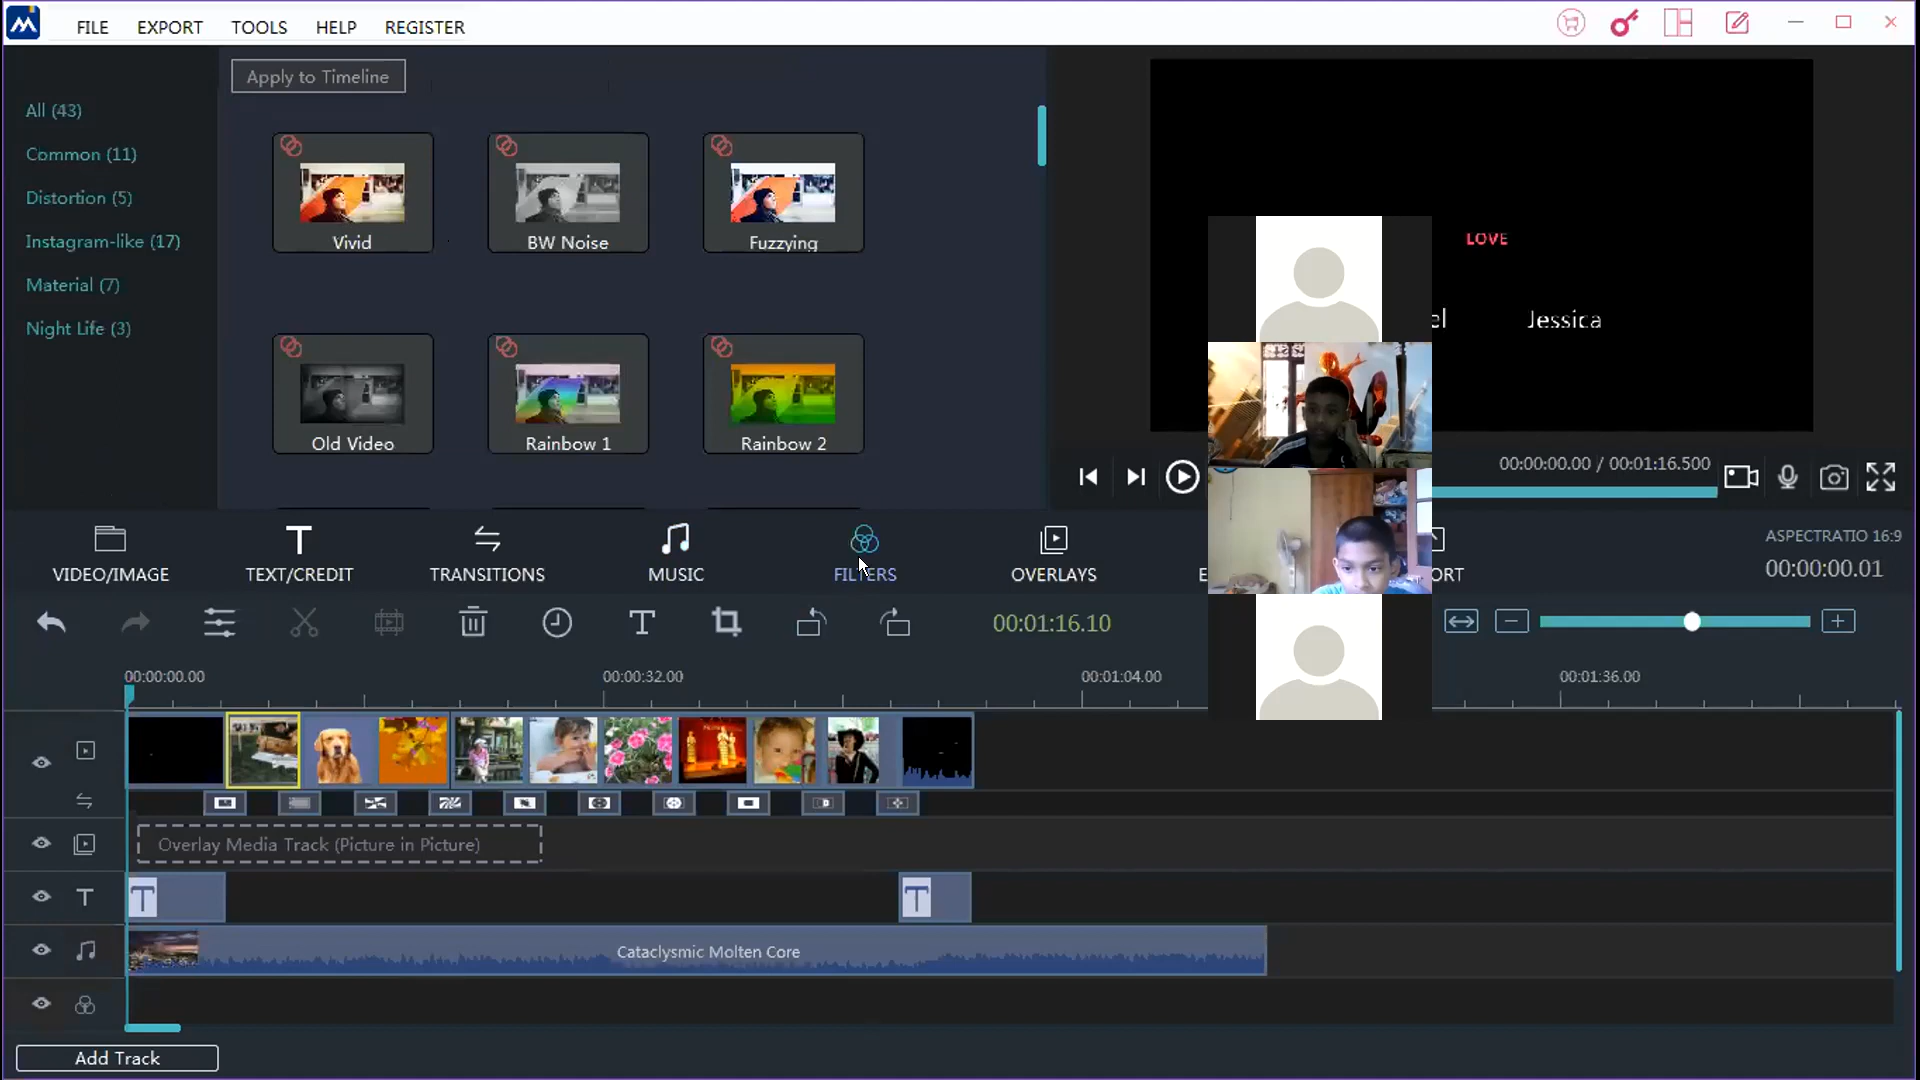 FILE EXPORT TOOLS HELP REGISTER
Apply to Timeline
All (43)
Common (11)
Distortion (5)
Instagram-like (17)
Material (7)
Night Life (3)
Vivid BW Noise Fuzzying
Old Video Rainbow 1 Rainbow 2
LOVE
el Jessica
00:00:00.00 / 00:01:16.500
VIDEO/IMAGE TEXT/CREDIT TRANSITIONS MUSIC FILTERS OVERLAYS E ORT
ASPECTRATIO 16:9
00:00:00.01
00:01:16.10
00:00:00.00 00:00:32.00 00:01:04.00 00:01:36.00
Overlay Media Track (Picture in Picture)
Cataclysmic Molten Core
Add Track